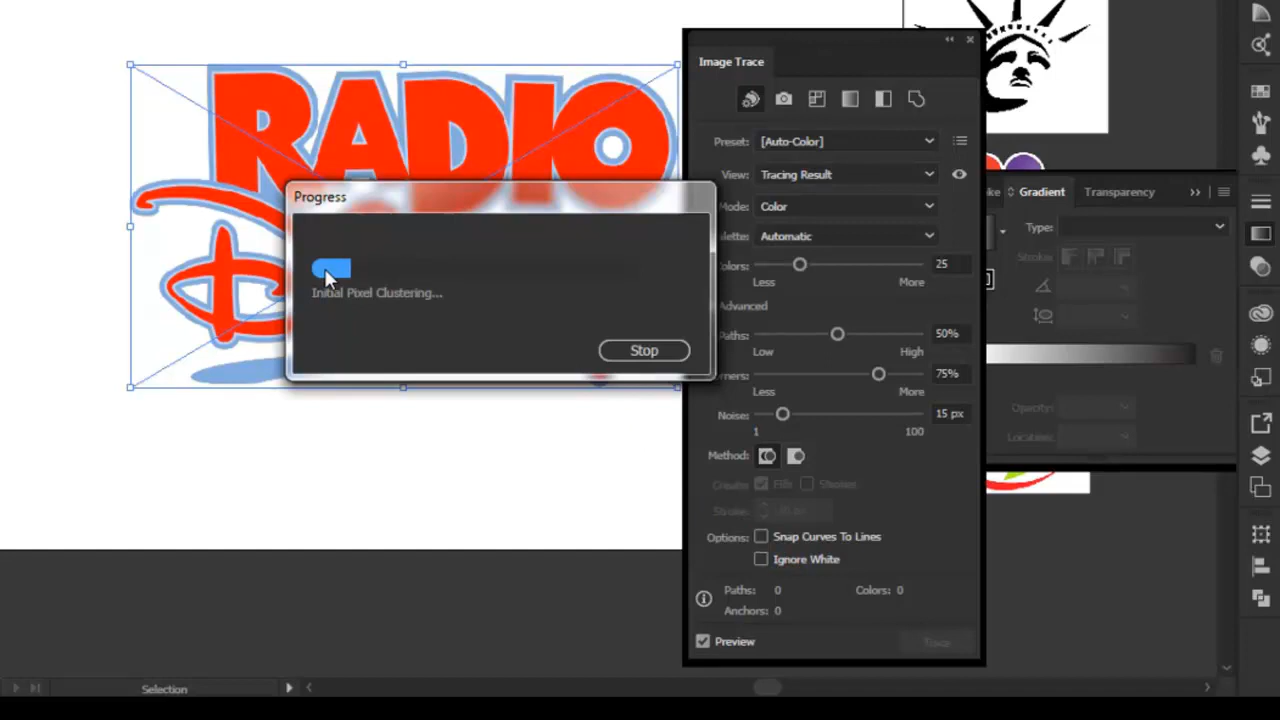 RADIO
D
Progress
Initial Pixel Clustering...
Stop
Image Trace
Preset: [Auto-Color]
View: Tracing Result
Mode: Color
Automatic
25
Less More
Advanced
Paths: 50%
Low High
75%
Less More
Noise: 15 px
1 100
Method:
Create: Fills Strokes
Stroke:
Options: Snap Curves To Lines
Ignore White
Paths: 0 Colors: 0
Anchors: 0
Preview Trace
Gradient Transparency
Type:
Stroke:
Opacity:
Location:
Selection